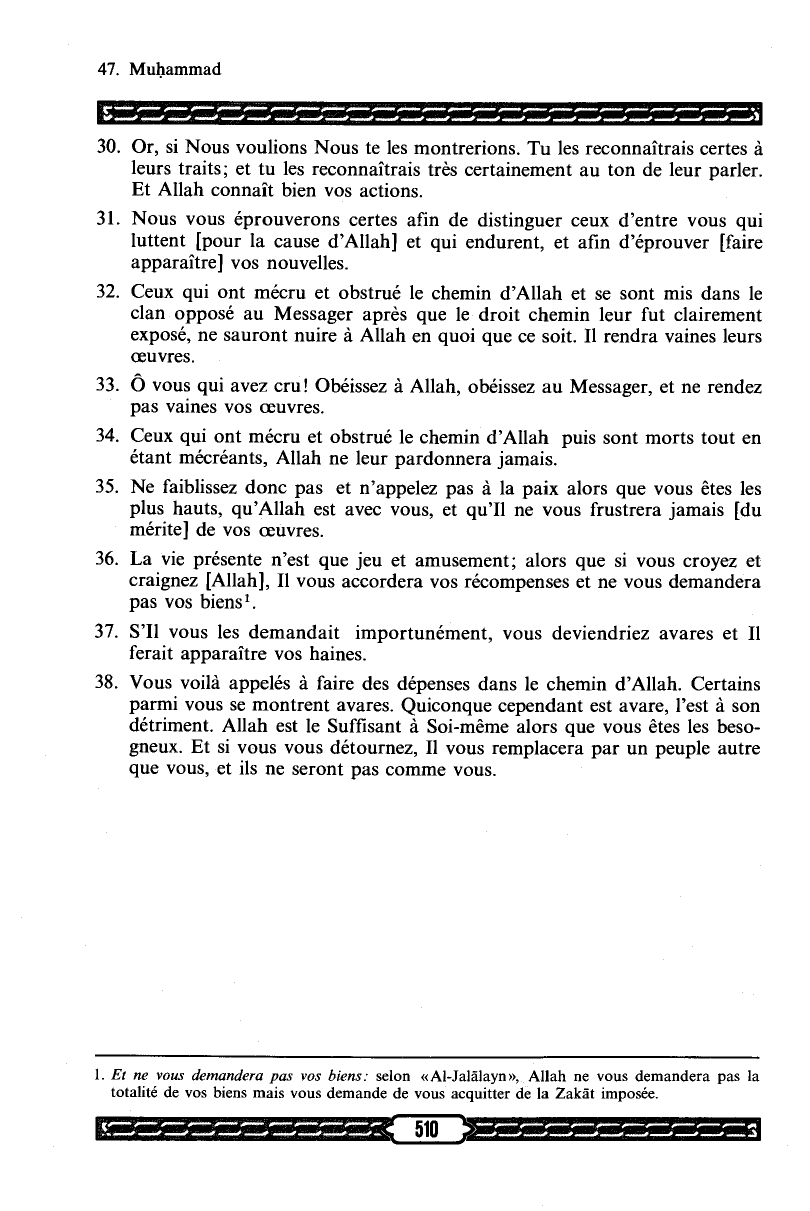 47. Muḥammad
30. Or, si Nous voulions Nous te les montrerions. Tu les reconnaîtrais certes à
leurs traits; et tu les reconnaîtrais très certainement au ton de leur parler.
Et Allah connaît bien vos actions.
31. Nous vous éprouverons certes afin de distinguer ceux d'entre vous qui
luttent [pour la cause d'Allah] et qui endurent, et afin d'éprouver [faire
apparaître] vos nouvelles.
32. Ceux qui ont mécru et obstrué le chemin d'Allah et se sont mis dans le
clan opposé au Messager après que le droit chemin leur fut clairement
exposé, ne sauront nuire à Allah en quoi que ce soit. Il rendra vaines leurs
œuvres.
33. Ô vous qui avez cru! Obéissez à Allah, obéissez au Messager, et ne rendez
pas vaines vos œuvres.
34. Ceux qui ont mécru et obstrué le chemin d'Allah puis sont morts tout en
étant mécréants, Allah ne leur pardonnera jamais.
35. Ne faiblissez donc pas et n'appelez pas à la paix alors que vous êtes les
plus hauts, qu'Allah est avec vous, et qu'Il ne vous frustrera jamais [du
mérite] de vos œuvres.
36. La vie présente n'est que jeu et amusement; alors que si vous croyez et
craignez [Allah], Il vous accordera vos récompenses et ne vous demandera
pas vos biens¹.
37. S'Il vous les demandait importunément, vous deviendriez avares et Il
ferait apparaître vos haines.
38. Vous voilà appelés à faire des dépenses dans le chemin d'Allah. Certains
parmi vous se montrent avares. Quiconque cependant est avare, l'est à son
détriment. Allah est le Suffisant à Soi-même alors que vous êtes les beso-
gneux. Et si vous vous détournez, Il vous remplacera par un peuple autre
que vous, et ils ne seront pas comme vous.
1. Et ne vous demandera pas vos biens: selon «Al-Jalālayn», Allah ne vous demandera pas la
totalité de vos biens mais vous demande de vous acquitter de la Zakāt imposée.
510